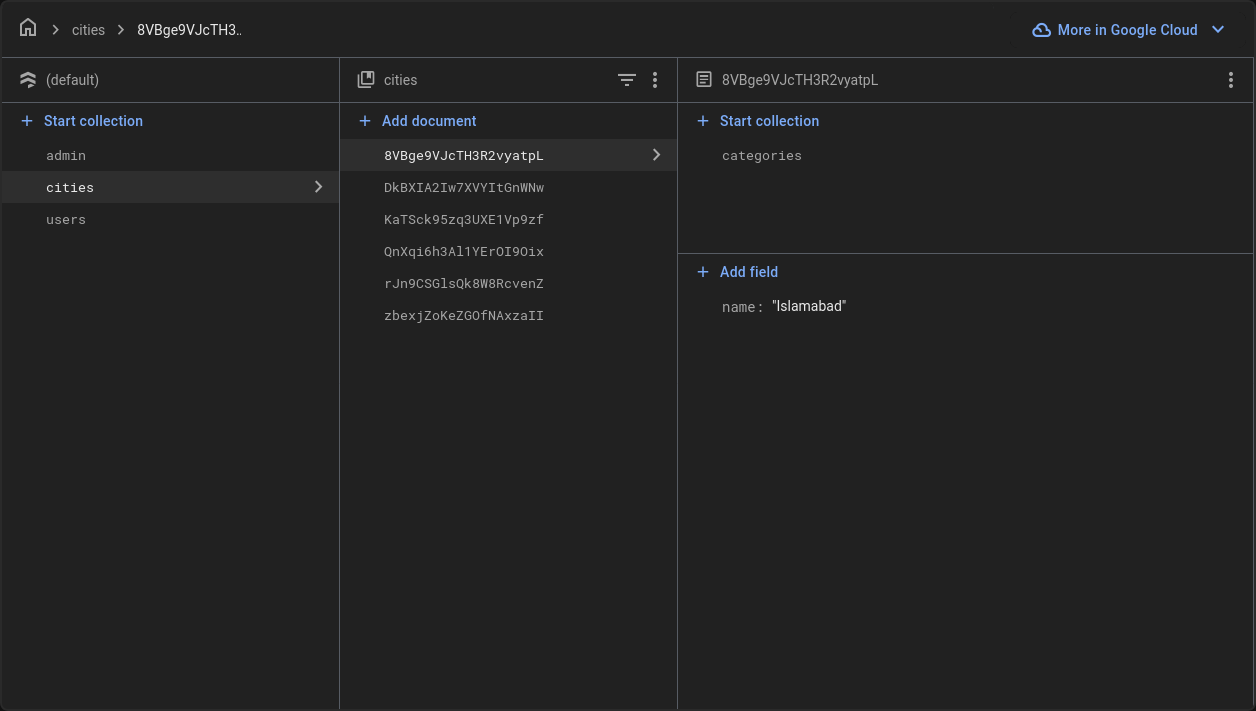 cities
8VBge9VJcTH3..
More in Google Cloud
(default)
Start collection
admin
cities
users
cities
Add document
8VBge9VJcTH3R2vyatpL
DkBXIA2Iw7XVYItGnWNw
KaTSck95zq3UXE1Vp9zf
QnXqi6h3Al1YErOI9Oix
rJn9CSGlsQk8W8RcvenZ
zbexjZoKeZGOfNAxzaII
8VBge9VJcTH3R2vyatpL
Start collection
categories
Add field
name: "Islamabad"